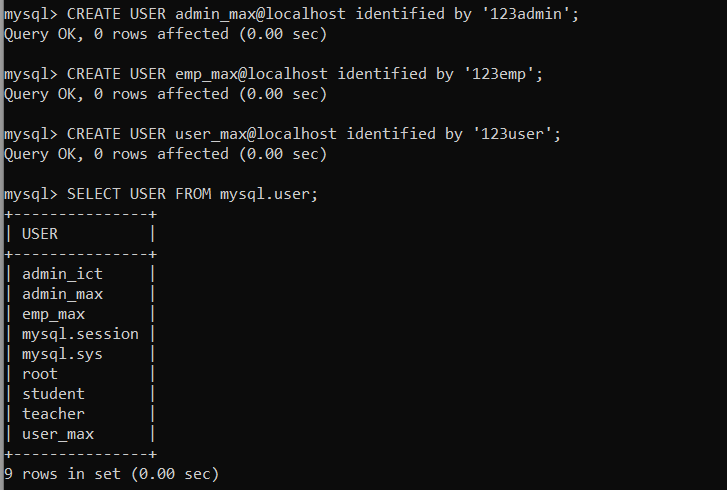 mysql> CREATE USER admin_max@localhost identified by '123admin';
Query OK, 0 rows affected (0.00 sec)
mysql> CREATE USER emp_max@localhost identified by '123emp';
Query OK, 0 rows affected (0.00 sec)
mysql> CREATE USER user_max@localhost identified by '123user';
Query OK, 0 rows affected (0.00 sec)
mysql> SELECT USER FROM mysql.user;
+---------------+
| USER          |
+---------------+
| admin_ict     |
| admin_max     |
| emp_max       |
| mysql.session |
| mysql.sys     |
| root          |
| student       |
| teacher       |
| user_max      |
+---------------+
9 rows in set (0.00 sec)